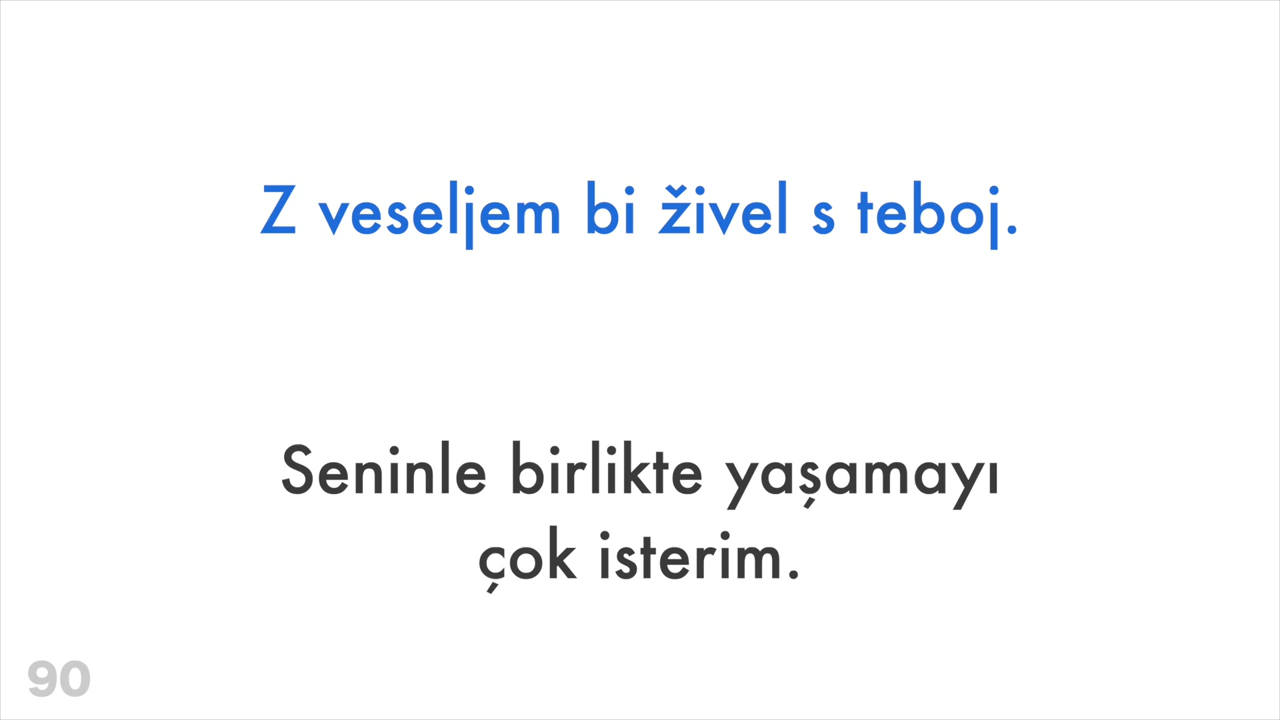 Z veseljem bi živel s teboj.
Seninle birlikte yaşamayı
çok isterim.
90